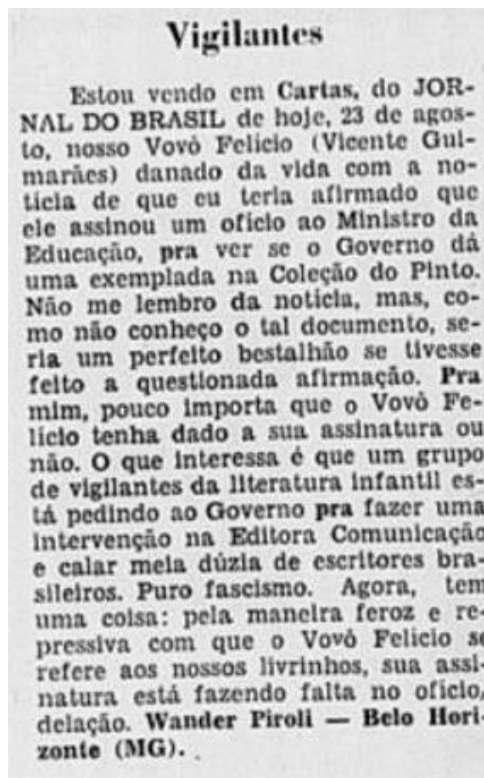 Vigilantes
Estou vendo em Cartas, do JOR-
NAL DO BRASIL de hoje, 23 de agos-
to, nosso Vovô Felício (Vicente Gui-
marães) danado da vida com a no-
tícia de que eu teria afirmado que
ele assinou um ofício ao Ministro da
Educação, pra ver se o Governo dá
uma exemplada na Coleção do Pinto.
Não me lembro da notícia, mas, co-
mo não conheço o tal documento, se-
ria um perfeito bestalhão se tivesse
feito a questionada afirmação. Pra
mim, pouco importa que o Vovô Fe-
lício tenha dado a sua assinatura ou
não. O que interessa é que um grupo
de vigilantes da literatura infantil es-
tá pedindo ao Governo pra fazer uma
intervenção na Editora Comunicação
e calar meia dúzia de escritores bra-
sileiros. Puro fascismo. Agora, tem
uma coisa: pela maneira feroz e re-
pressiva com que o Vovô Felício se
refere aos nossos livrinhos, sua assi-
natura está fazendo falta no ofício/
delação. Wander Piroli — Belo Hori-
zonte (MG).